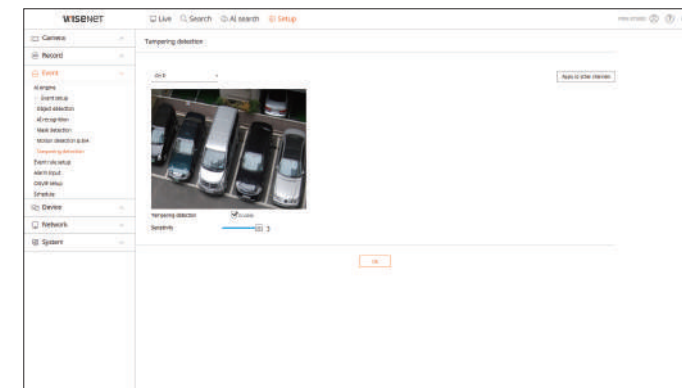 WISENET
Live Search AI search Setup
Camera
Record
Event
AI engine
Event setup
Object detection
AI recognition
Mask detection
Motion detection
Tampering detection
Event rule setup
Alarm input
ONVIF setup
Schedule
Device
Network
System
Tampering detection
Apply to other channels
Tampering detection Enable
Sensitivity 3
OK